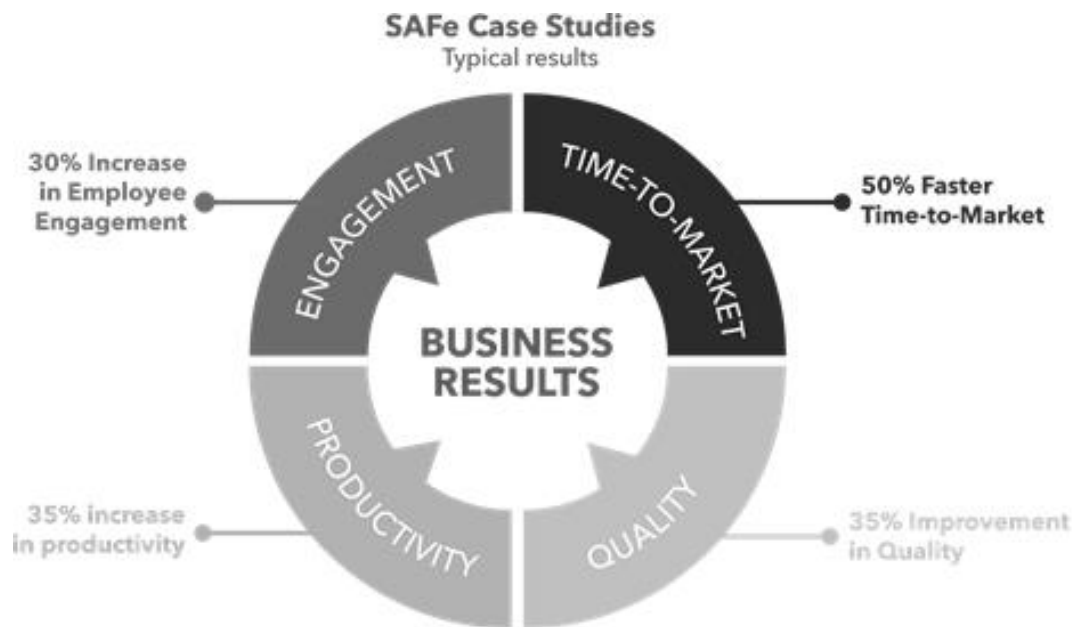 SAFe Case Studies
Typical results
30% Increase
in Employee
Engagement
ENGAGEMENT
TIME-TO-MARKET
50% Faster
Time-to-Market
BUSINESS
RESULTS
35% increase
in productivity
PRODUCTIVITY
QUALITY
35% Improvement
in Quality